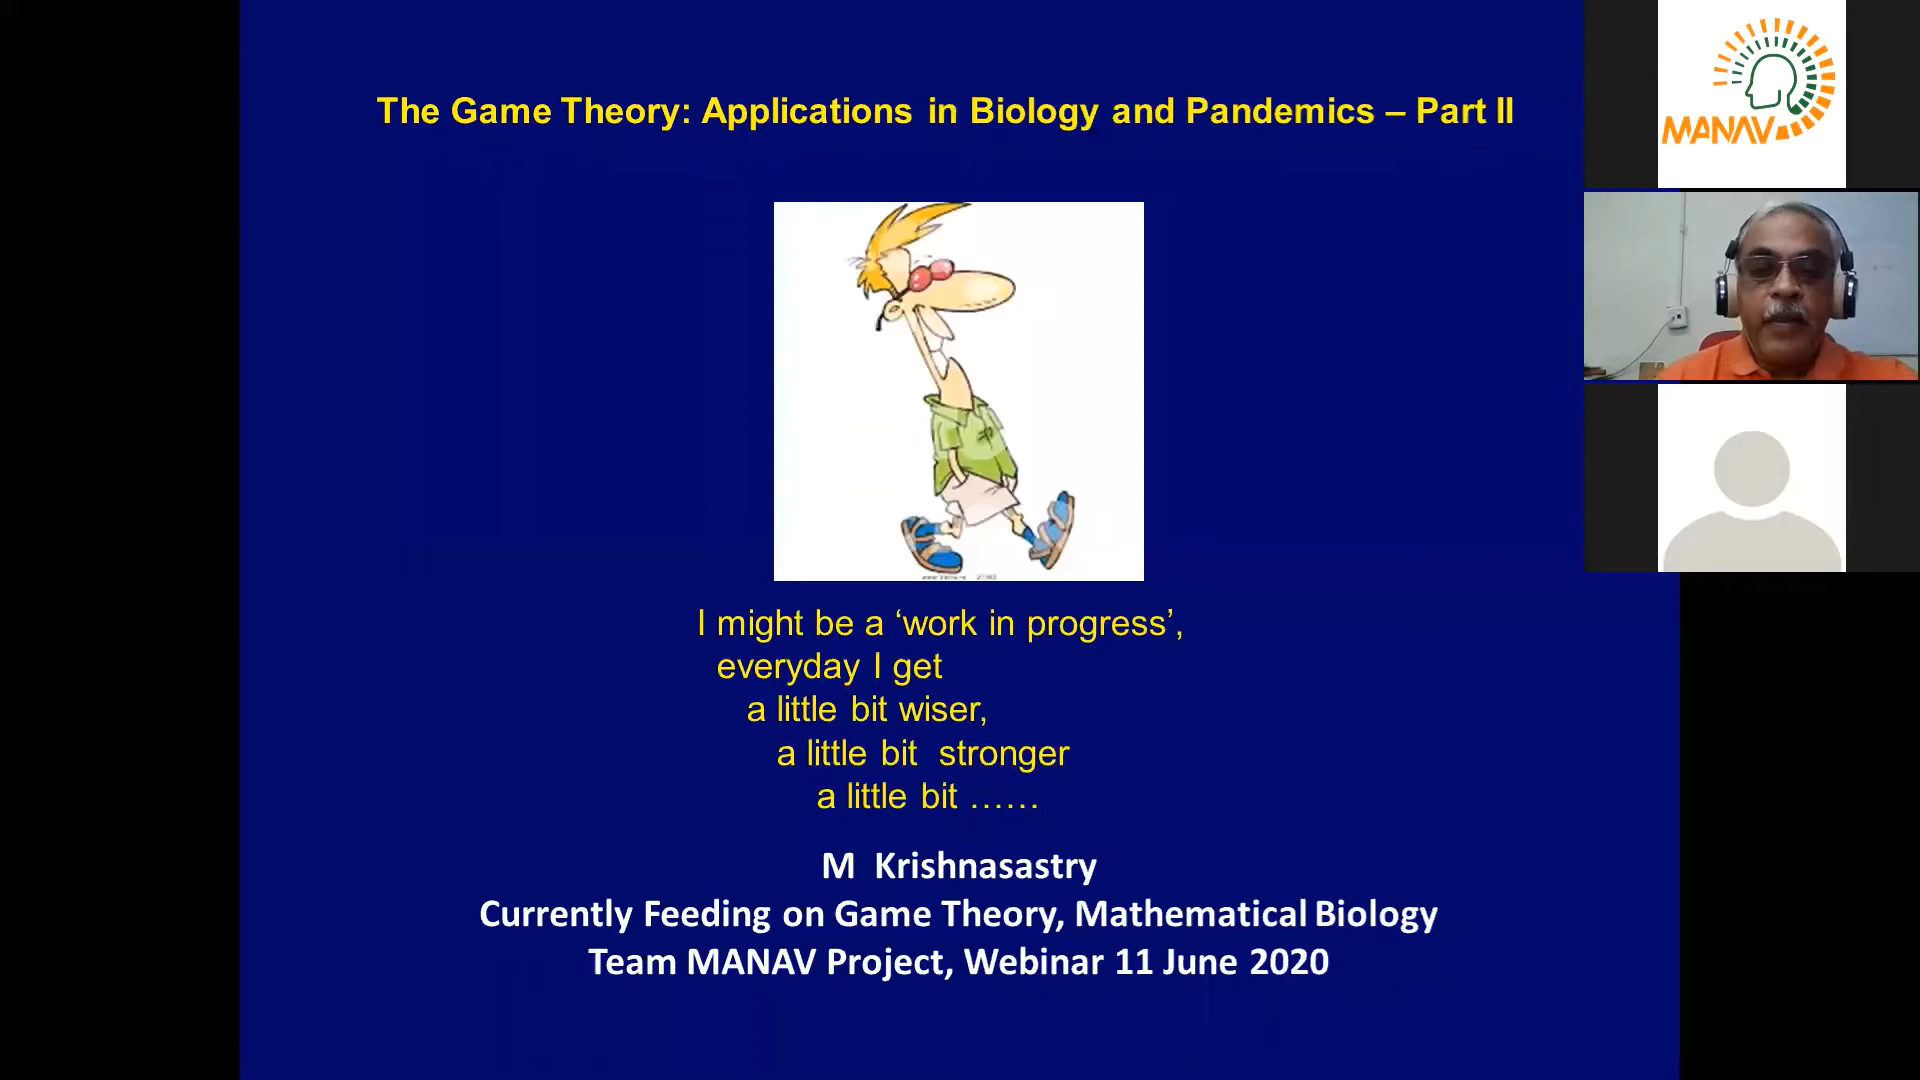 The Game Theory: Applications in Biology and Pandemics – Part II
MANAV
I might be a ‘work in progress’,
everyday I get
a little bit wiser,
a little bit stronger
a little bit ……
M Krishnasastry
Currently Feeding on Game Theory, Mathematical Biology
Team MANAV Project, Webinar 11 June 2020